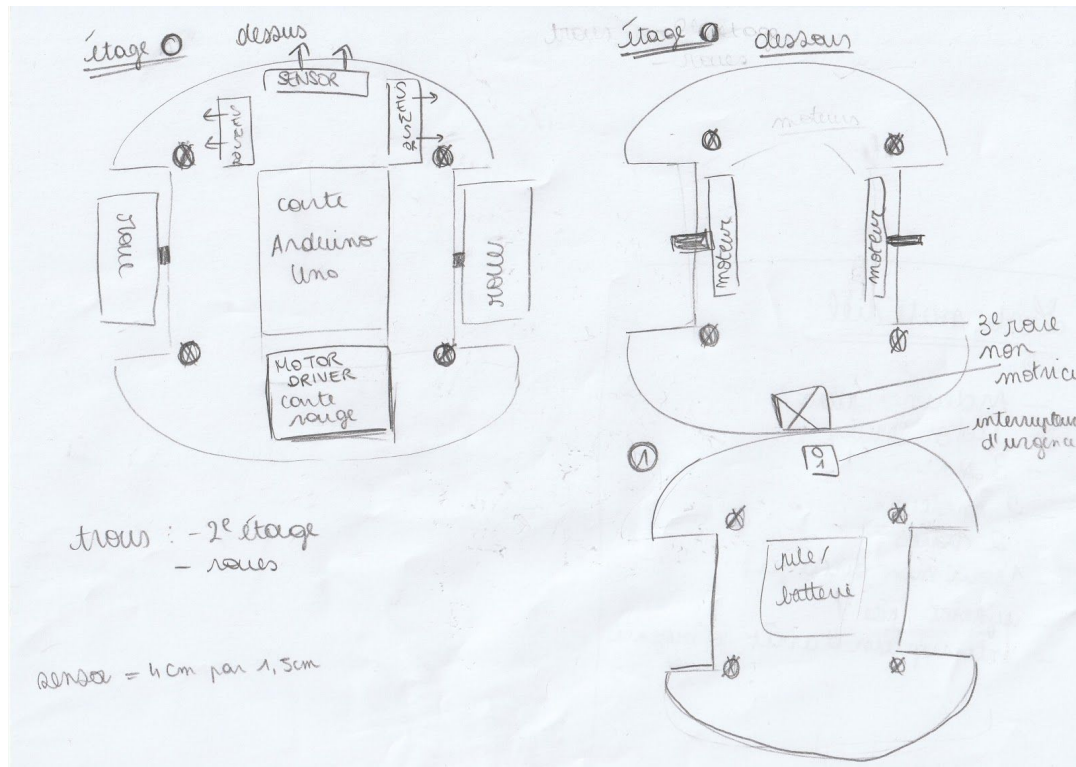 étage 0
dessus
SENSOR
SENSOR
SENSOR
roue
carte
Arduino
Uno
roue
MOTOR
DRIVER
carte
rouge
trous : - 2e étage
- roues
sensor = 4cm par 1,5cm
étage 0
dessous
moteurs
moteur
moteur
3e roue
non
motrice
interrupteur
d'urgence
1
0
1
pile/
batterie